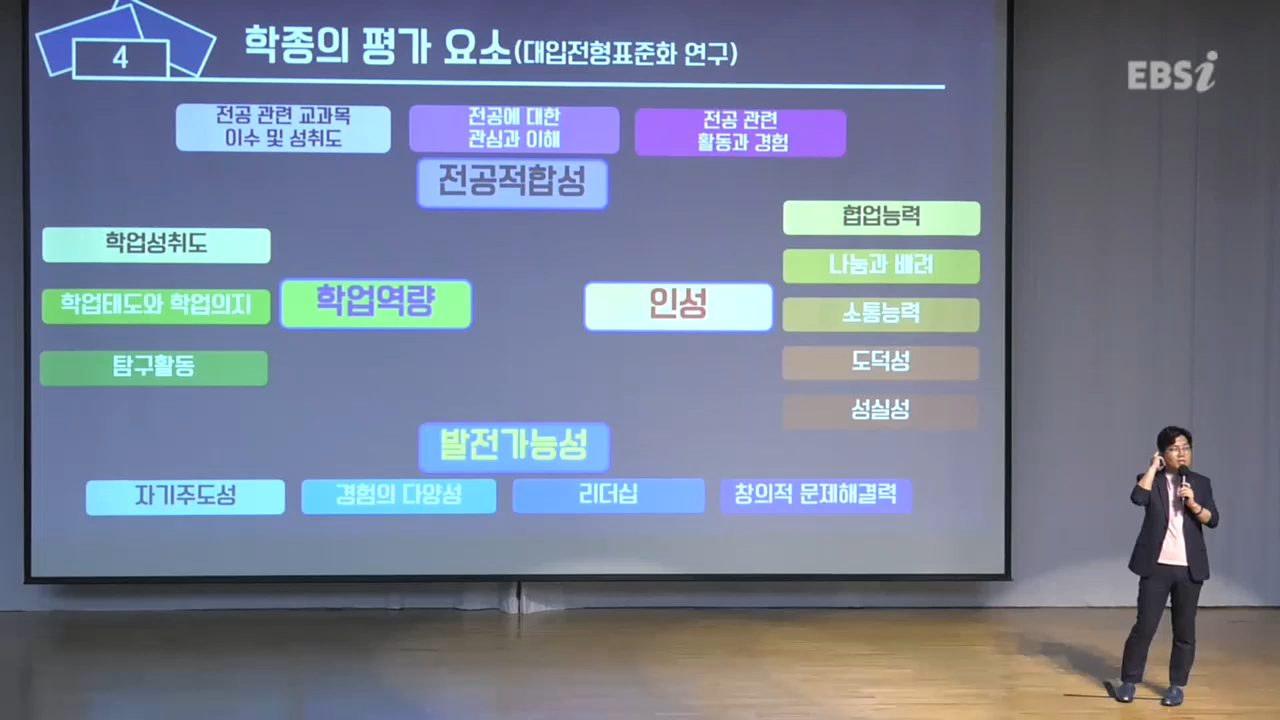 4
학종의 평가 요소(대입전형표준화 연구)
EBSi
전공 관련 교과목
이수 및 성취도
전공에 대한
관심과 이해
전공 관련
활동과 경험
전공적합성
학업성취도
학업태도와 학업의지
탐구활동
학업역량
인성
협업능력
나눔과 배려
소통능력
도덕성
성실성
발전가능성
자기주도성
경험의 다양성
리더십
창의적 문제해결력